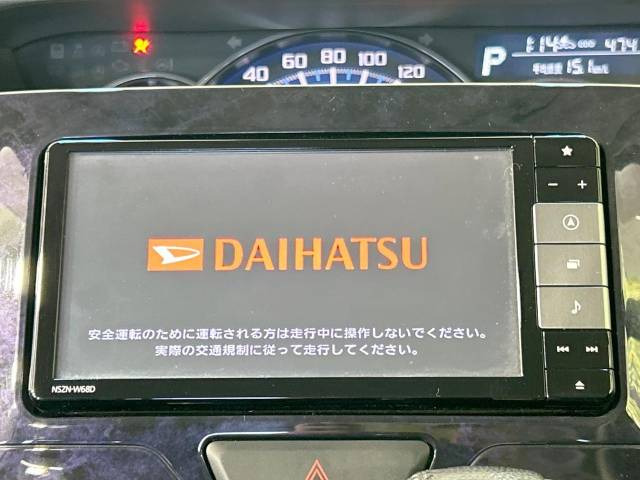 40 60 80 100 120
P
DAIHATSU
安全運転のために運転される方は走行中に操作しないでください。
実際の交通規制に従って走行してください。
NSZN-W68D